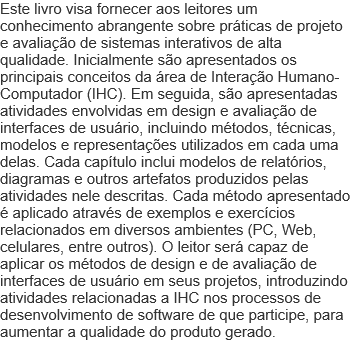 Este livro visa fornecer aos leitores um
conhecimento abrangente sobre práticas de projeto
e avaliação de sistemas interativos de alta
qualidade. Inicialmente são apresentados os
principais conceitos da área de Interação Humano-
Computador (IHC). Em seguida, são apresentadas
atividades envolvidas em design e avaliação de
interfaces de usuário, incluindo métodos, técnicas,
modelos e representações utilizados em cada uma
delas. Cada capítulo inclui modelos de relatórios,
diagramas e outros artefatos produzidos pelas
atividades nele descritas. Cada método apresentado
é aplicado através de exemplos e exercícios
relacionados em diversos ambientes (PC, Web,
celulares, entre outros). O leitor será capaz de
aplicar os métodos de design e de avaliação de
interfaces de usuário em seus projetos, introduzindo
atividades relacionadas a IHC nos processos de
desenvolvimento de software de que participe, para
aumentar a qualidade do produto gerado.